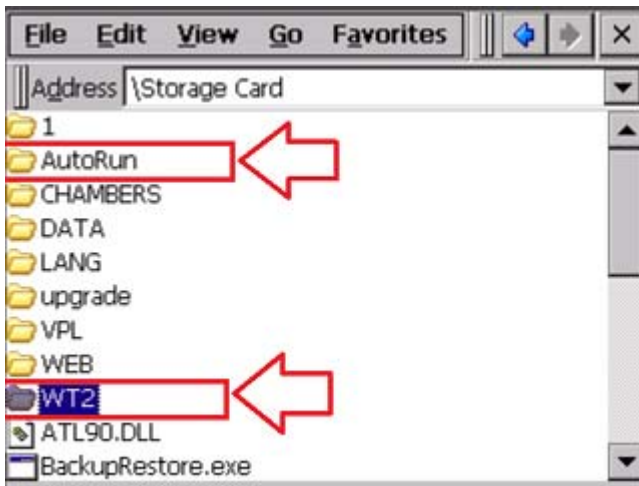 File Edit View Go Favorites
Address \Storage Card
1
AutoRun
CHAMBERS
DATA
LANG
upgrade
VPL
WEB
WT2
ATL90.DLL
BackupRestore.exe